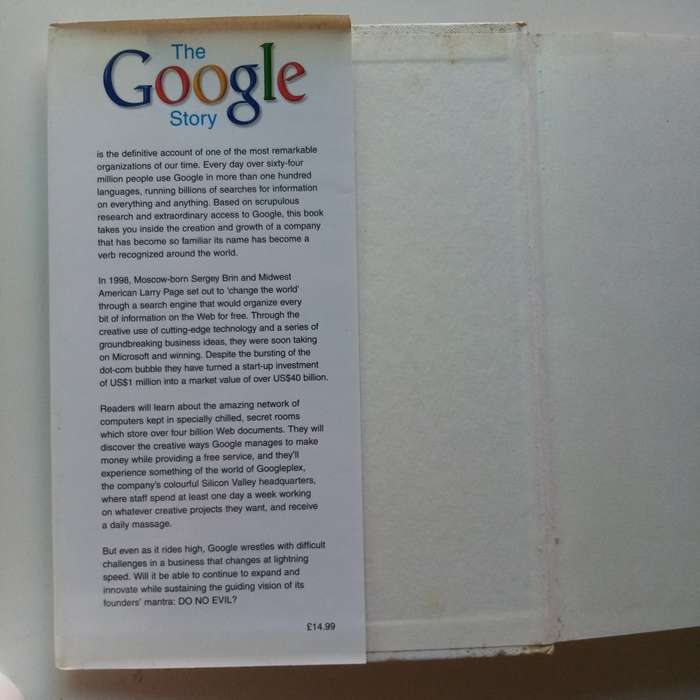 The
Google
Story
is the definitive account of one of the most remarkable
organizations of our time. Every day over sixty-four
million people use Google in more than one hundred
languages, running billions of searches for information
on everything and anything. Based on scrupulous
research and extraordinary access to Google, this book
takes you inside the creation and growth of a company
that has become so familiar its name has become a
verb recognized around the world.
In 1998, Moscow-born Sergey Brin and Midwest
American Larry Page set out to 'change the world'
through a search engine that would organize every
bit of information on the Web for free. Through the
creative use of cutting-edge technology and a series of
groundbreaking business ideas, they were soon taking
on Microsoft and winning. Despite the bursting of the
dot-com bubble they have turned a start-up investment
of US$1 million into a market value of over US$40 billion.
Readers will learn about the amazing network of
computers kept in specially chilled, secret rooms
which store over four billion Web documents. They will
discover the creative ways Google manages to make
money while providing a free service, and they'll
experience something of the world of Googleplex,
the company's colourful Silicon Valley headquarters,
where staff spend at least one day a week working
on whatever creative projects they want, and receive
a daily massage.
But even as it rides high, Google wrestles with difficult
challenges in a business that changes at lightning
speed. Will it be able to continue to expand and
innovate while sustaining the guiding vision of its
founders' mantra: DO NO EVIL?
£14.99